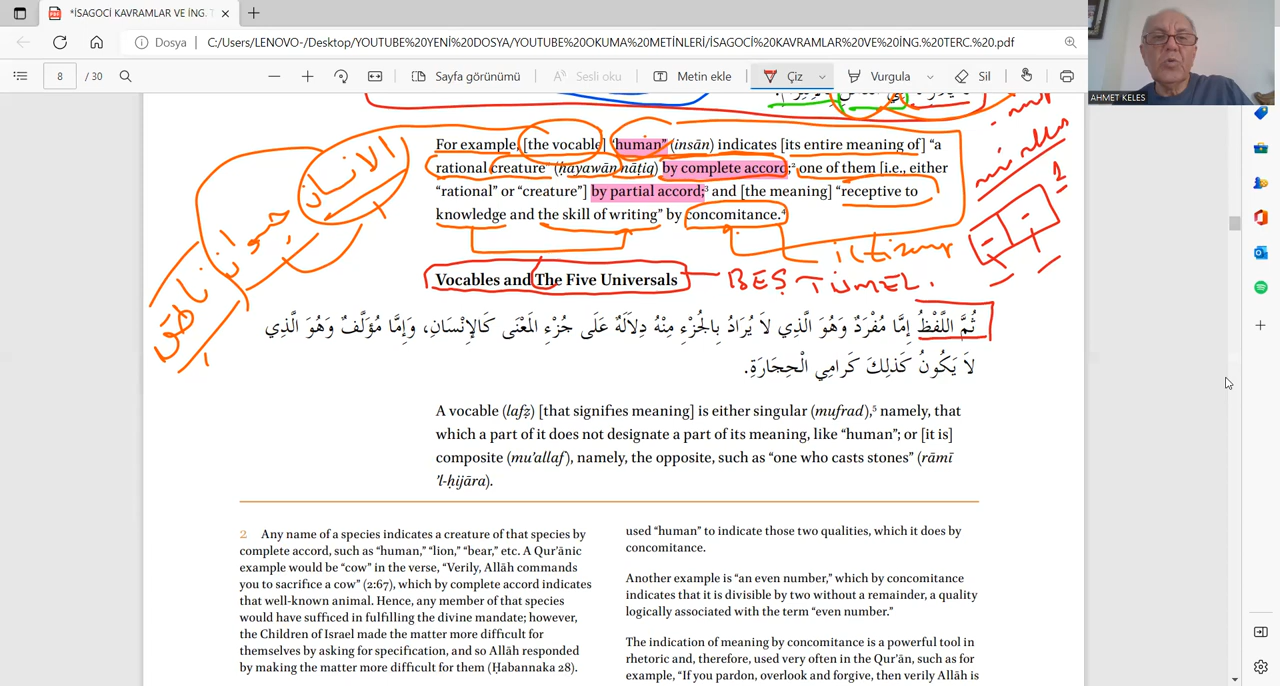 *İSAGOCİ KAVRAMLAR VE İNG. T
Dosya
C:/Users/LENOVO-/Desktop/YOUTUBE%20YENİ%20DOSYA/YOUTUBE%20OKUMA%20METİNLERİ/İSAGOCİ%20KAVRAMLAR%20VE%20İNG.%20TERC.%20.pdf
8 / 30
Sayfa görünümü
Sesli oku
Metin ekle
Çiz
Vurgula
Sil
AHMET KELES
For example, [the vocable] “human” (insān) indicates [its entire meaning of] “a
rational creature” (ḥayawān nāṭiq) by complete accord;2 one of them [i.e., either
“rational” or “creature”] by partial accord;3 and [the meaning] “receptive to
knowledge and the skill of writing” by concomitance.4
الانسان
حيوان ناطق
iltizam
1
Vocables and The Five Universals
BEŞ TÜMEL.
ثُمَّ اللَّفْظُ إِمَّا مُفْرَدٌ وَهُوَ الَّذِي لَا يُرَادُ بِالْجُزْءِ مِنْهُ دِلَالَةٌ عَلَى جُزْءِ الْمَعْنَى كَالإِنْسَانِ، وَإِمَّا مُؤَلَّفٌ وَهُوَ الَّذِي
لَا يَكُونُ كَذلِكَ كَرَامِي الْحِجَارَةِ.
A vocable (lafẓ) [that signifies meaning] is either singular (mufrad),5 namely, that
which a part of it does not designate a part of its meaning, like “human”; or [it is]
composite (mu’allaf), namely, the opposite, such as “one who casts stones” (rāmī
’l-ḥijāra).
2 Any name of a species indicates a creature of that species by
complete accord, such as “human,” “lion,” “bear,” etc. A Qur’ānic
example would be “cow” in the verse, “Verily, Allāh commands
you to sacrifice a cow” (2:67), which by complete accord indicates
that well-known animal. Hence, any member of that species
would have sufficed in fulfilling the divine mandate; however,
the Children of Israel made the matter more difficult for
themselves by asking for specification, and so Allāh responded
by making the matter more difficult for them (Ḥabannaka 28).
used “human” to indicate those two qualities, which it does by
concomitance.
Another example is “an even number,” which by concomitance
indicates that it is divisible by two without a remainder, a quality
logically associated with the term “even number.”
The indication of meaning by concomitance is a powerful tool in
rhetoric and, therefore, used very often in the Qur’ān, such as for
example, “If you pardon, overlook and forgive, then verily Allāh is